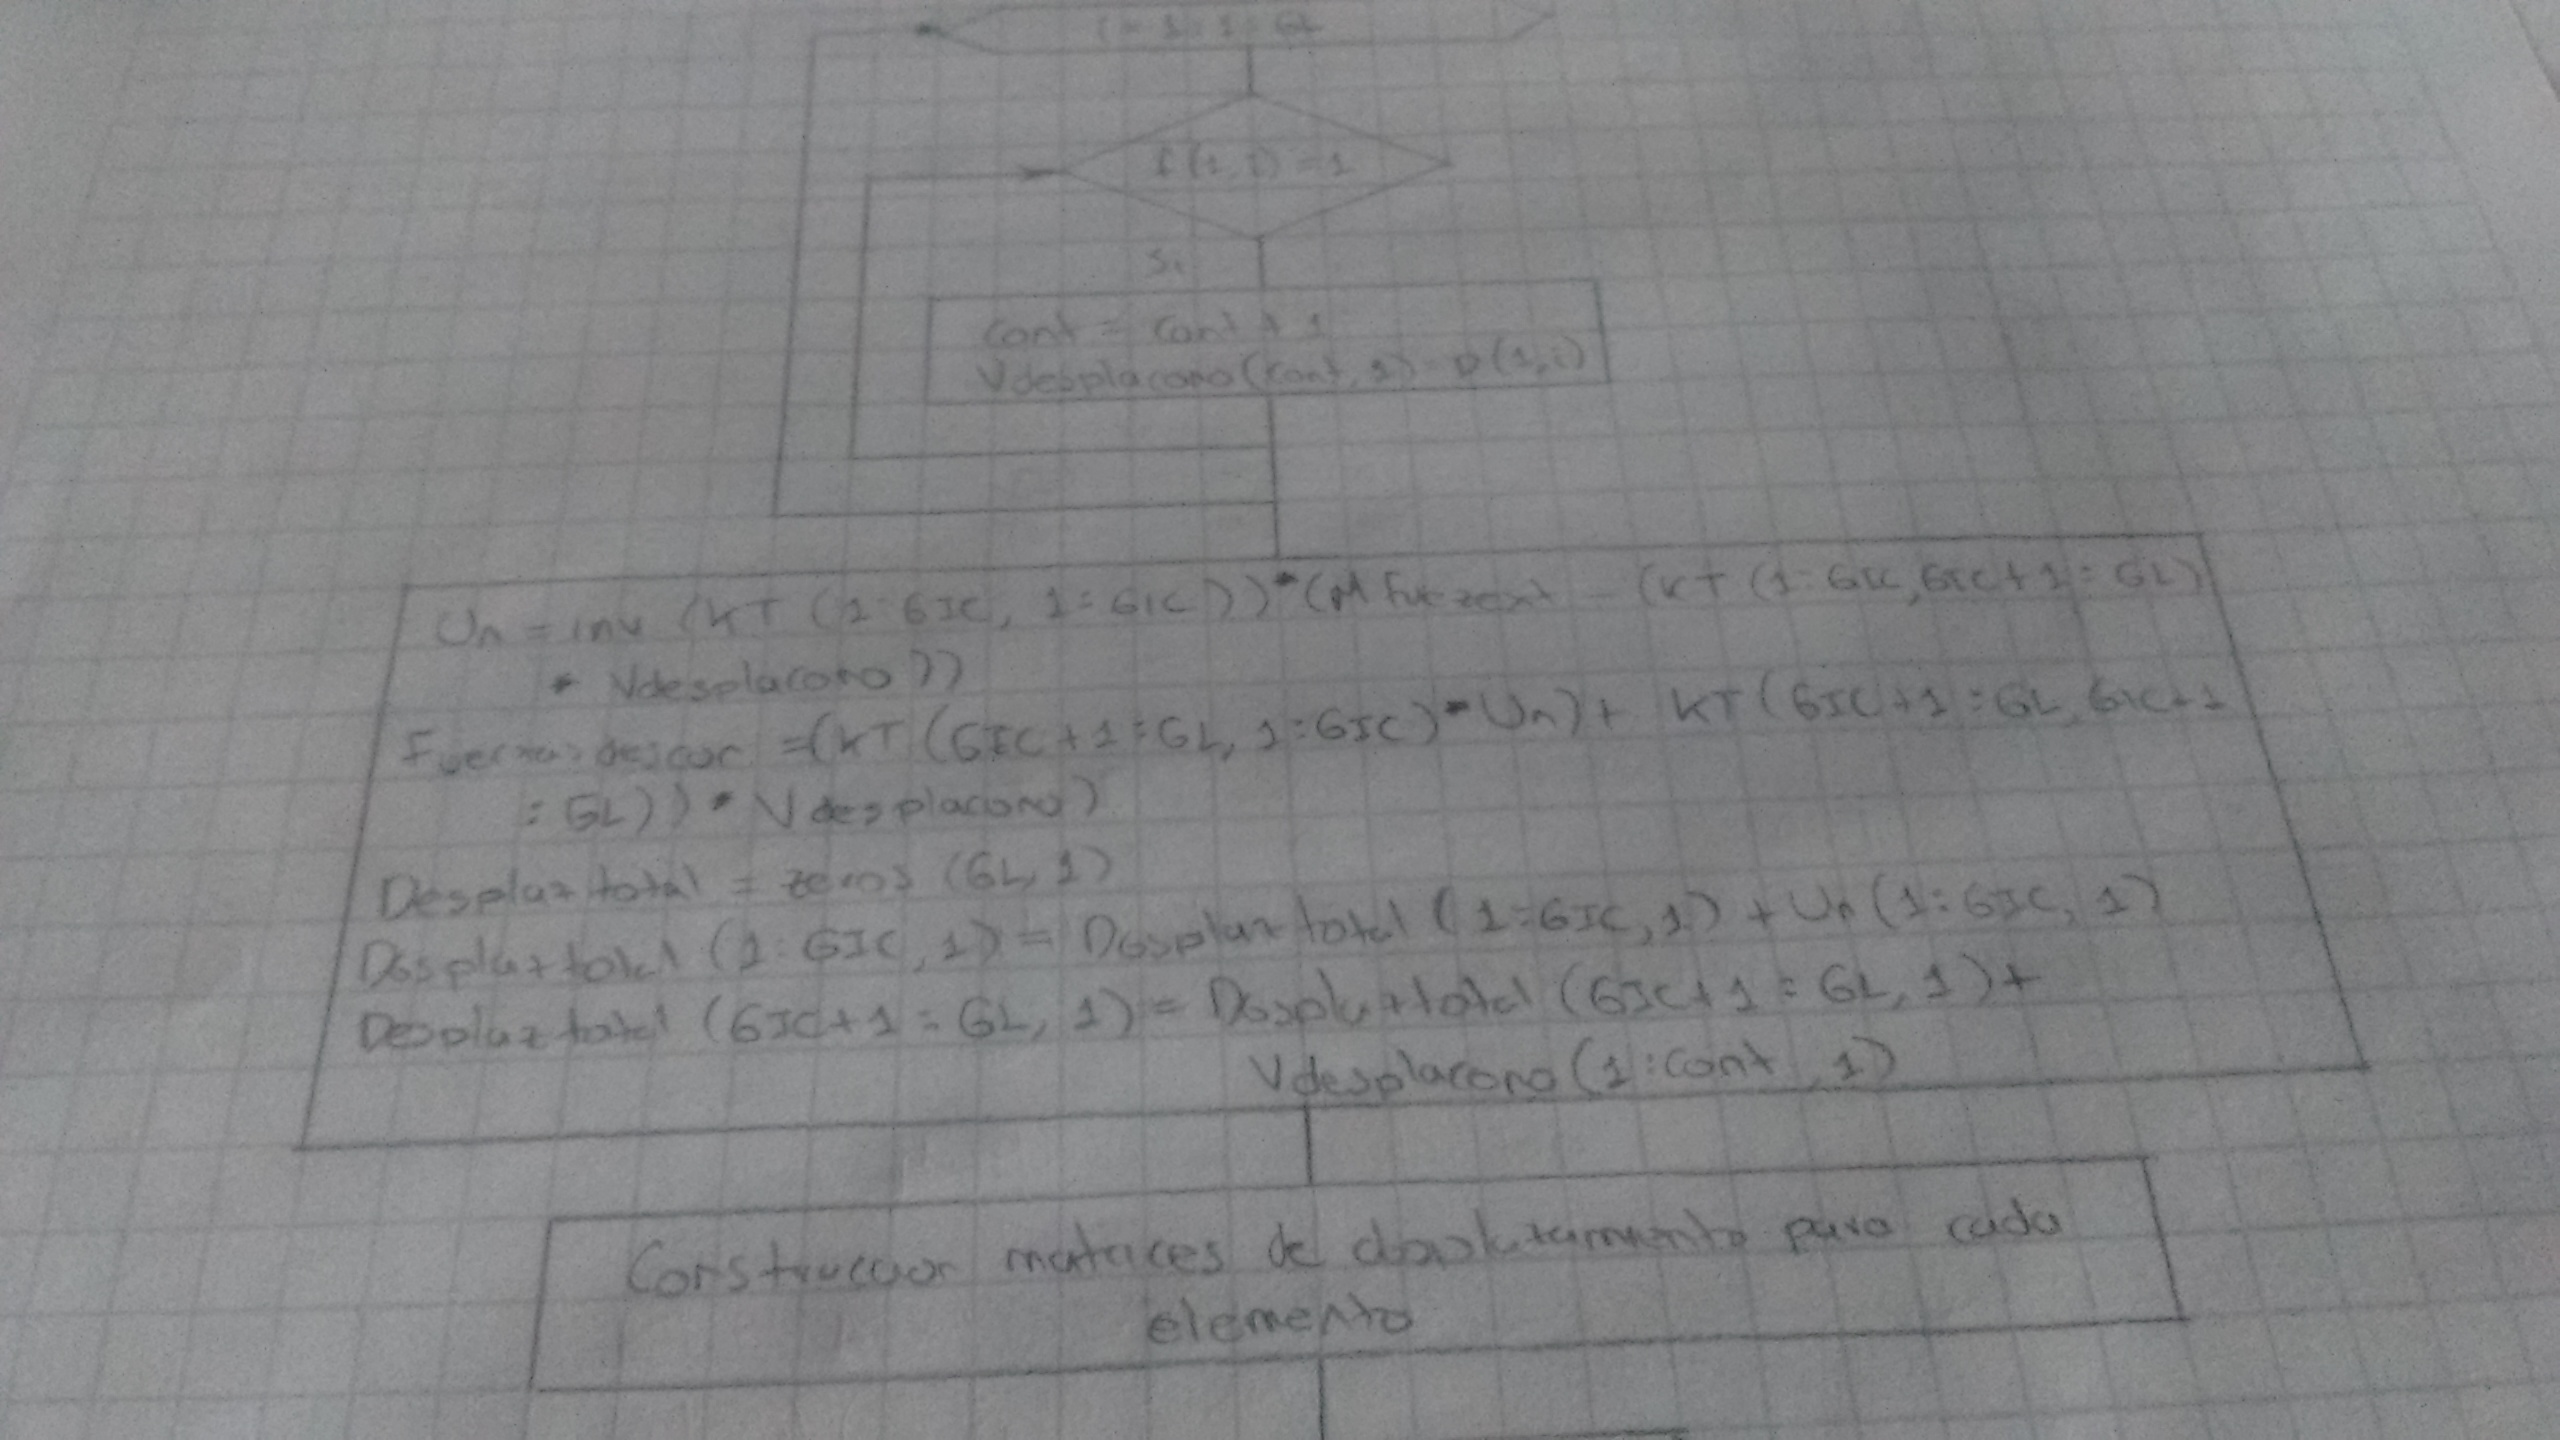 i = 1 : 1 : GL
I(1,i) = 1
Si
cont = cont + 1
Vdesplacono(cont,1) = D(1,i)
Un = inv (KT (1:GIC, 1:GIC))*(MFuezext - (KT (1:GIC,GIC+1:GL)
* Vdesplacono))
=(KT (GIC+1:GL, 1:GIC)*Un)+ KT(GIC+1:GL,GIC+1
:GL))*Vdesplacono)
Desplaztotal = zeros (GL,1)
Desplaztotal (1:GIC,1) = Desplaztotal (1:GIC,1) + Un(1:GIC,1)
Desplaztotal (GIC+1:GL,1) = Desplaztotal (GIC+1:GL,1)+
Vdesplacono(1:cont,1)
Construccion matrices de desplazamiento para cada
elemento